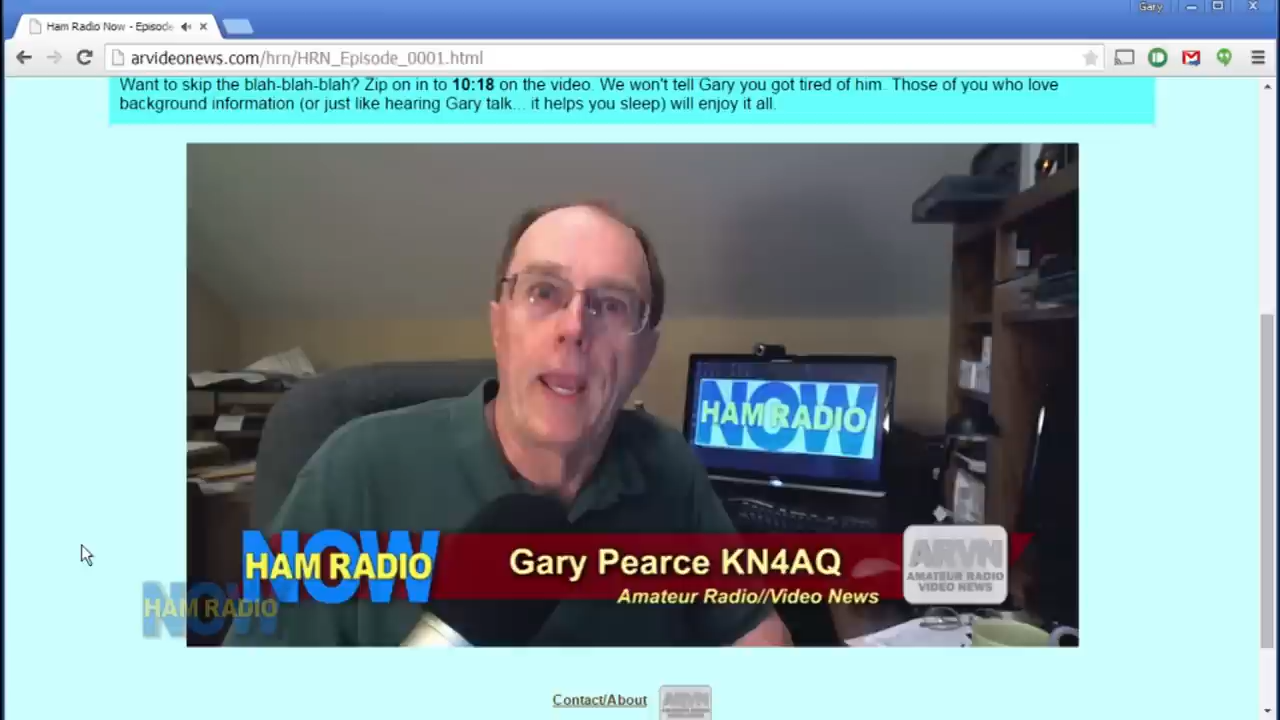 Gary
Ham Radio Now - Episode
arvideonews.com/hrn/HRN_Episode_0001.html
Want to skip the blah-blah-blah? Zip on in to 10:18 on the video. We won't tell Gary you got tired of him. Those of you who love
background information (or just like hearing Gary talk... it helps you sleep) will enjoy it all.
NOW
HAM RADIO
NOW
HAM RADIO
Gary Pearce KN4AQ
Amateur Radio//Video News
ARVN
AMATEUR RADIO
VIDEO NEWS
NOW
HAM RADIO
Contact/About
ARVN